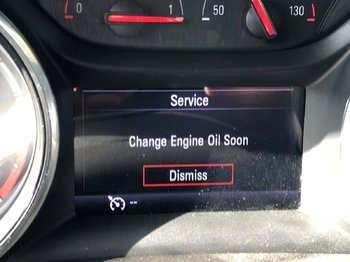 0 1 50 130
Service
Change Engine Oil Soon
Dismiss
--